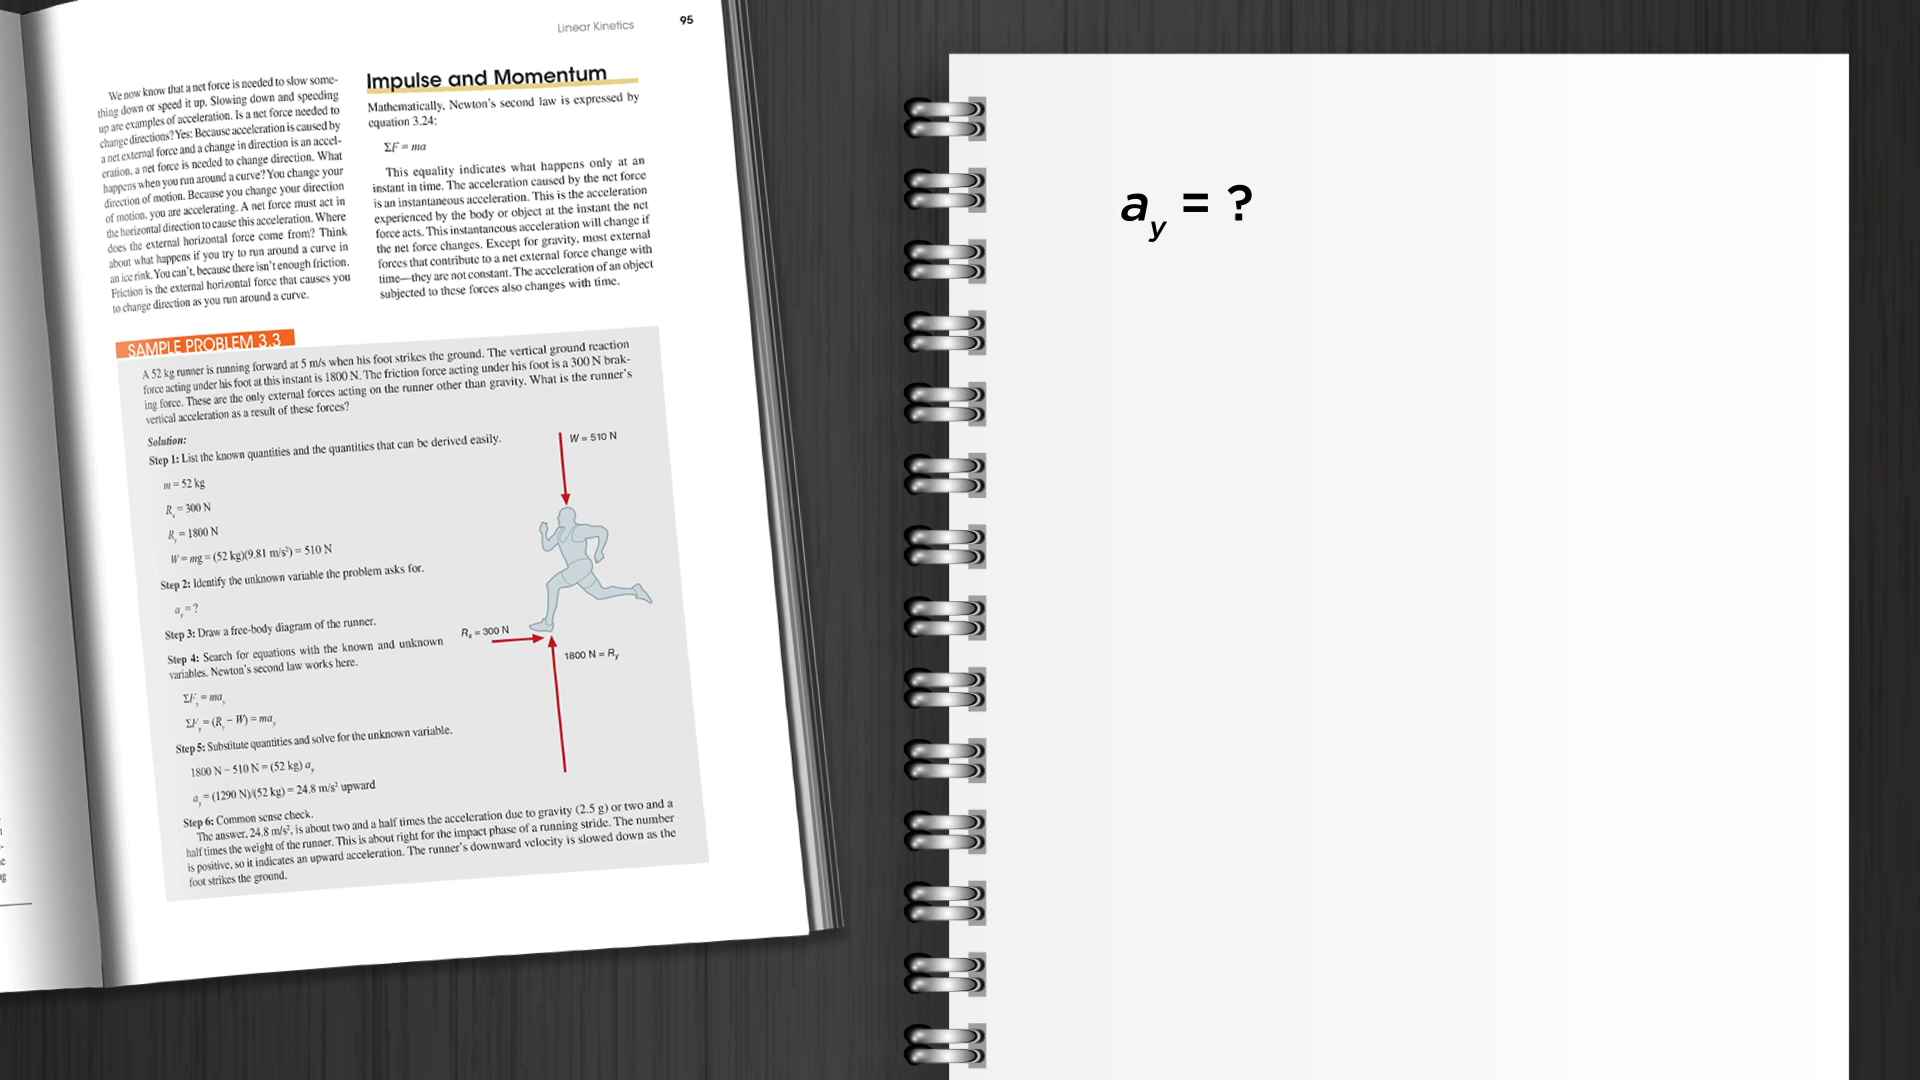 Linear Kinetics 95
We now know that a net force is needed to slow some-
thing down or speed it up. Slowing down and speeding
up are examples of acceleration. Is a net force needed to
change directions? Yes: Because acceleration is caused by
a net external force and a change in direction is an accel-
eration, a net force is needed to change direction. What
happens when you run around a curve? You change your
direction of motion. Because you change your direction
of motion, you are accelerating. A net force must act in
the horizontal direction to cause this acceleration. Where
does the external horizontal force come from? Think
about what happens if you try to run around a curve in
an ice rink. You can't, because there isn't enough friction.
Friction is the external horizontal force that causes you
to change direction as you run around a curve.
Impulse and Momentum
Mathematically, Newton's second law is expressed by
equation 3.24:
ΣF = ma
This equality indicates what happens only at an
instant in time. The acceleration caused by the net force
is an instantaneous acceleration. This is the acceleration
experienced by the body or object at the instant the net
force acts. This instantaneous acceleration will change if
the net force changes. Except for gravity, most external
forces that contribute to a net external force change with
time—they are not constant. The acceleration of an object
subjected to these forces also changes with time.
SAMPLE PROBLEM 3.3
A 52 kg runner is running forward at 5 m/s when his foot strikes the ground. The vertical ground reaction
force acting under his foot at this instant is 1800 N. The friction force acting under his foot is a 300 N brak-
ing force. These are the only external forces acting on the runner other than gravity. What is the runner's
vertical acceleration as a result of these forces?
Solution:
Step 1: List the known quantities and the quantities that can be derived easily.
m = 52 kg
Rx = 300 N
Ry = 1800 N
W = mg = (52 kg)(9.81 m/s²) = 510 N
Step 2: Identify the unknown variable the problem asks for.
ay = ?
Step 3: Draw a free-body diagram of the runner.
Step 4: Search for equations with the known and unknown
variables. Newton's second law works here.
ΣFy = may
ΣFy = (Ry − W) = may
Step 5: Substitute quantities and solve for the unknown variable.
1800 N − 510 N = (52 kg) ay
ay = (1290 N)/(52 kg) = 24.8 m/s² upward
Step 6: Common sense check.
The answer, 24.8 m/s², is about two and a half times the acceleration due to gravity (2.5 g) or two and a
half times the weight of the runner. This is about right for the impact phase of a running stride. The number
is positive, so it indicates an upward acceleration. The runner's downward velocity is slowed down as the
foot strikes the ground.
W = 510 N
Rx = 300 N
1800 N = Ry
ay = ?